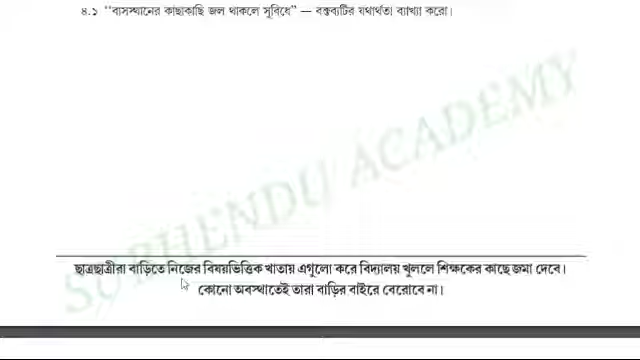 ৪.১ “বাসস্থানের কাছাকাছি জল থাকলে সুবিধে” — বক্তব্যটির যথার্থতা ব্যাখ্যা করো।
SUBHENDU ACADEMY
ছাত্রছাত্রীরা বাড়িতে নিজের বিষয়ভিত্তিক খাতায় এগুলো করে বিদ্যালয় খুললে শিক্ষকের কাছে জমা দেবে।
কোনো অবস্থাতেই তারা বাড়ির বাইরে বেরোবে না।